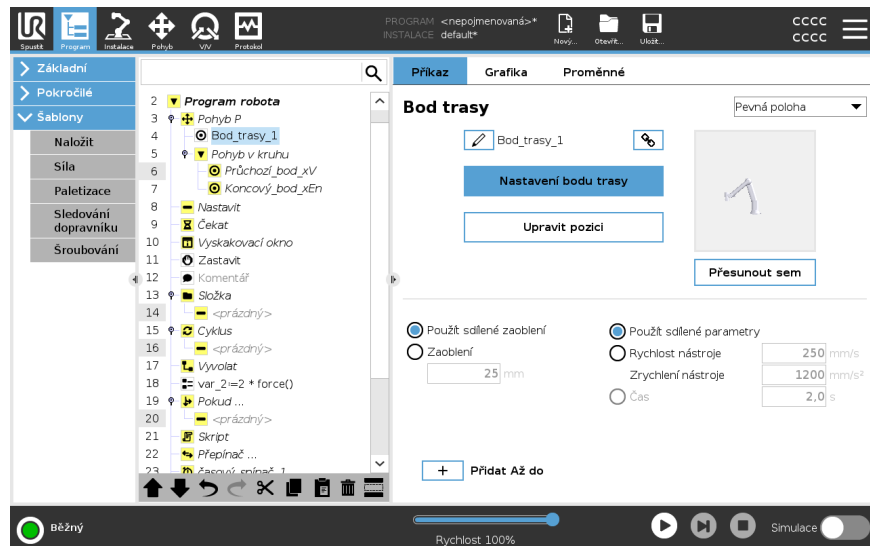 PROGRAM <nepojmenovaná>*
INSTALACE default*
Spustit
Program
Instalace
Pohyb
V/V
Protokol
Nový...
Otevřít...
Uložit...
CCCC
CCCC
Základní
Pokročilé
Šablony
Naložit
Síla
Paletizace
Sledování
dopravníku
Šroubování
2 Program robota
3 Pohyb P
4 Bod_trasy_1
5 Pohyb v kruhu
6 Průchozí_bod_xV
7 Koncový_bod_xEn
8 Nastavit
9 Čekat
10 Vyskakovací okno
11 Zastavit
12 Komentář
13 Složka
14 <prázdný>
15 Cyklus
16 <prázdný>
17 Vyvolat
18 var_2≔2 * force()
19 Pokud ...
20 <prázdný>
21 Skript
22 Přepínač ...
23 časový_spínač_1
Příkaz
Grafika
Proměnné
Bod trasy
Pevná poloha
Bod_trasy_1
Nastavení bodu trasy
Upravit pozici
Přesunout sem
Použít sdílené zaoblení
Zaoblení
25 mm
Použít sdílené parametry
Rychlost nástroje 250 mm/s
Zrychlení nástroje 1200 mm/s²
Čas 2,0 s
+ Přidat Až do
Běžný
Rychlost 100%
Simulace